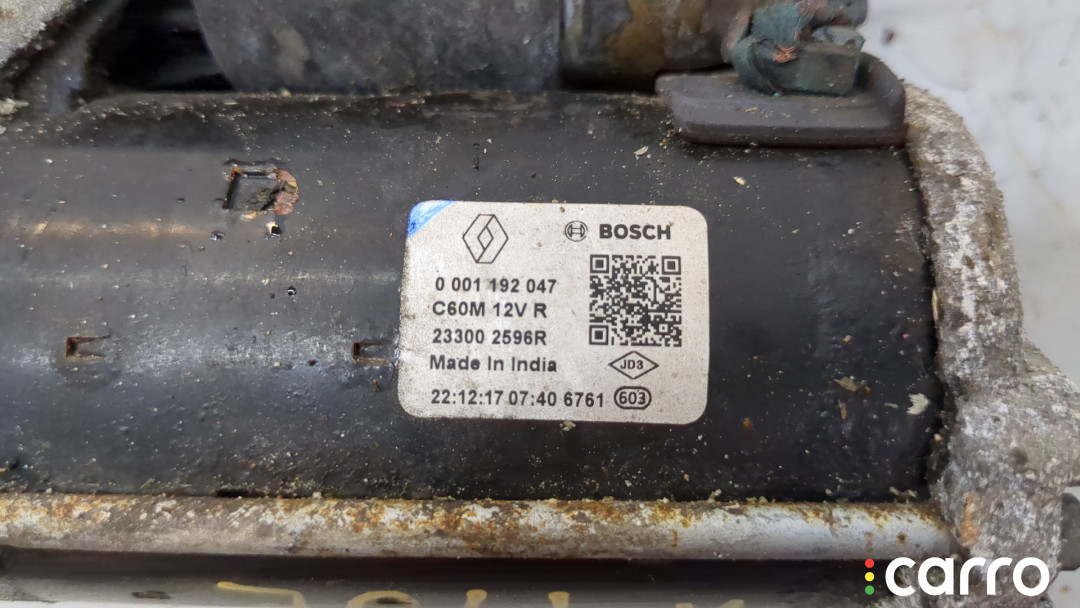 BOSCH
0 001 192 047
C60M 12V R
23300 2596R
Made In India
JD3
22:12:17 07:40 6761 603
carro